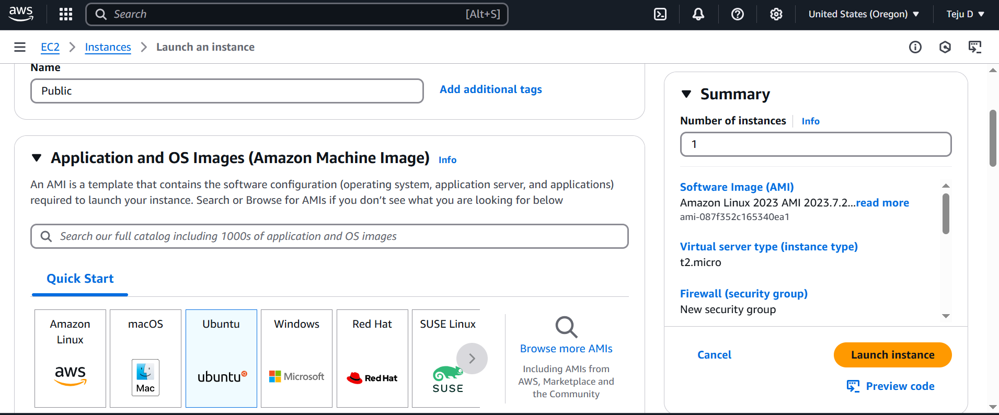 aws
Search [Alt+S]
United States (Oregon)
Teju D
EC2
Instances
Launch an instance
Name
Public
Add additional tags
Application and OS Images (Amazon Machine Image) Info
An AMI is a template that contains the software configuration (operating system, application server, and applications)
required to launch your instance. Search or Browse for AMIs if you don’t see what you are looking for below
Search our full catalog including 1000s of application and OS images
Quick Start
Amazon
Linux
aws
macOS
Mac
Ubuntu
ubuntu
Windows
Microsoft
Red Hat
Red Hat
SUSE Linux
SUSE
Browse more AMIs
Including AMIs from
AWS, Marketplace and
the Community
Summary
Number of instances Info
1
Software Image (AMI)
Amazon Linux 2023 AMI 2023.7.2...read more
ami-087f352c165340ea1
Virtual server type (instance type)
t2.micro
Firewall (security group)
New security group
Cancel
Launch instance
Preview code